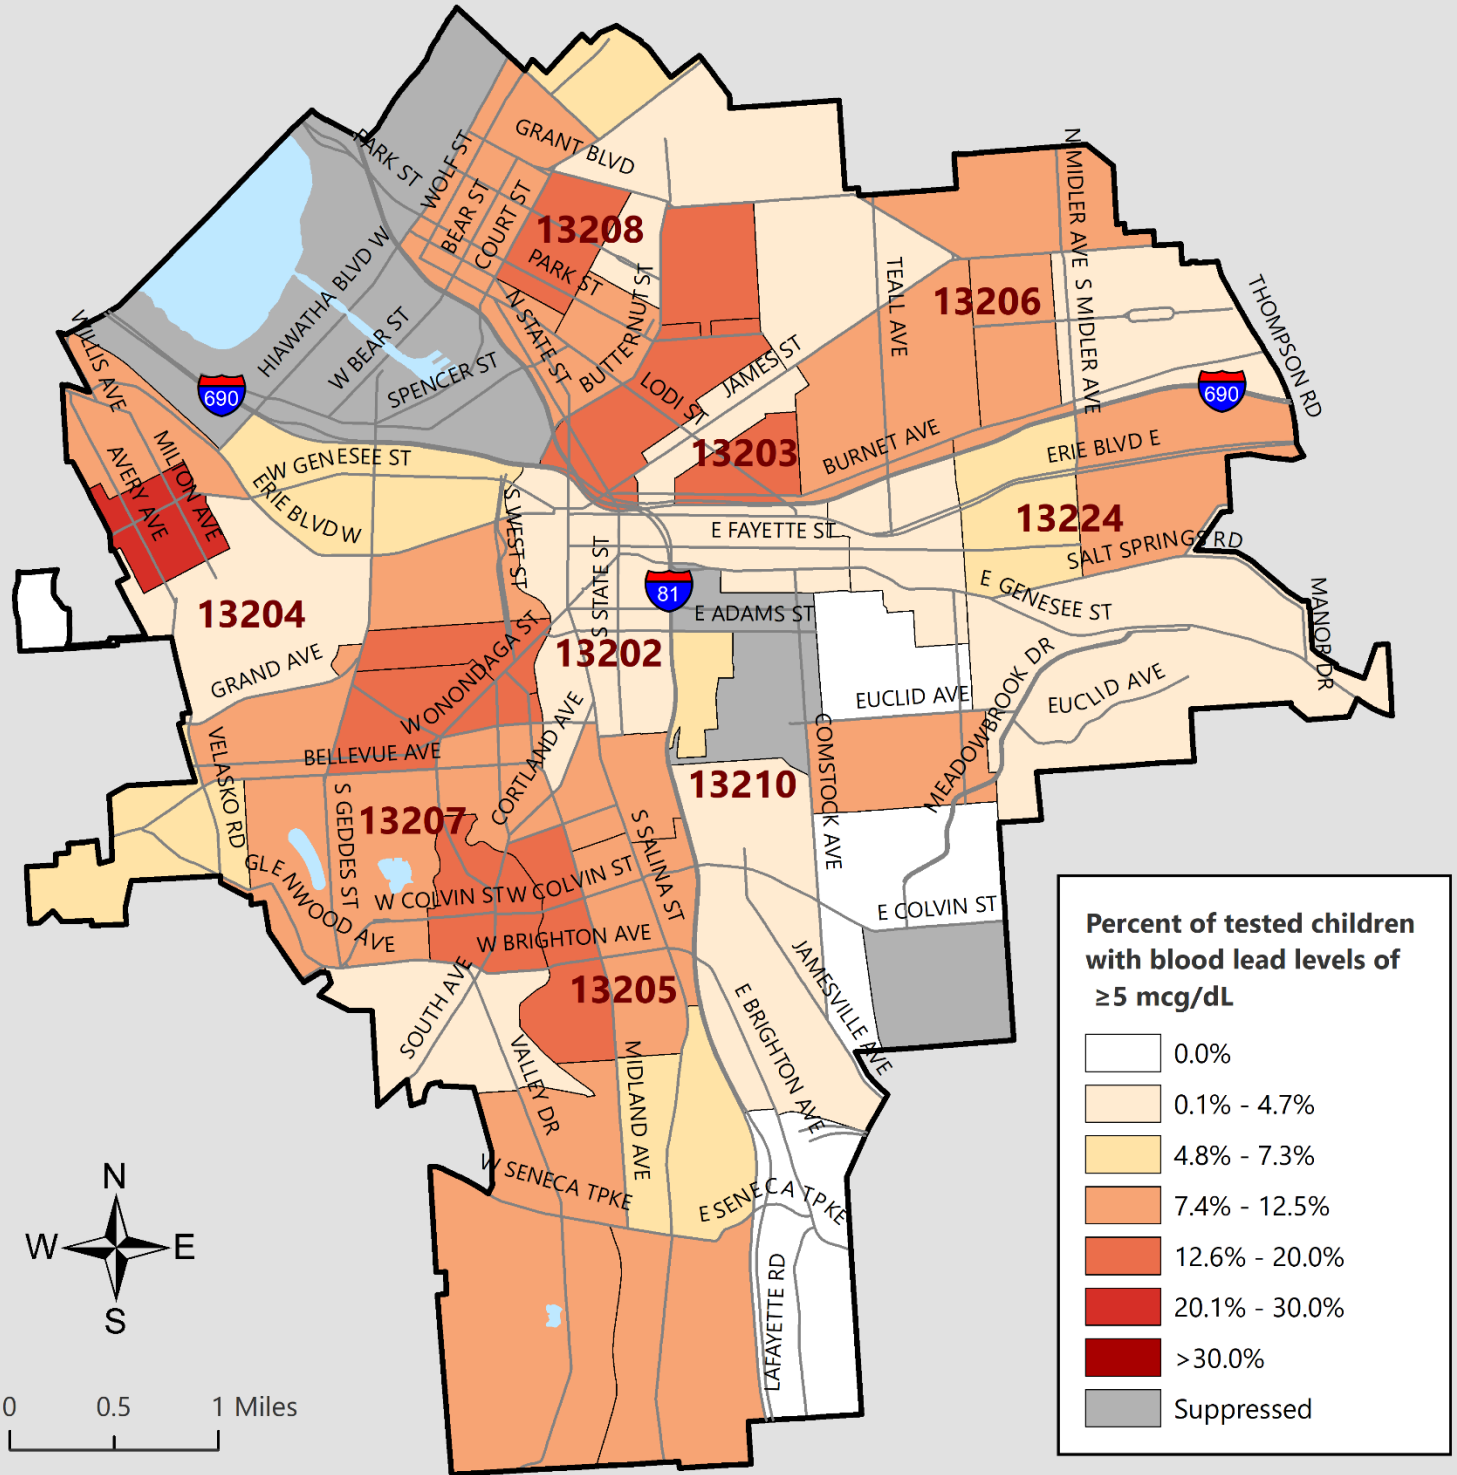 PARK ST
WOLF ST
GRANT BLVD
BEAR ST
COURT ST
13208
PARK ST
N MIDLER AVE
HIAWATHA BLVD W
W BEAR ST
SPENCER ST
N STATE ST
BUTTERNUT ST
TEALL AVE
13206
S MIDLER AVE
THOMPSON RD
WILLIS AVE
690
LODI ST
JAMES ST
690
AVERY AVE
MILTON AVE
W GENESEE ST
ERIE BLVD W
13203
BURNET AVE
ERIE BLVD E
S WEST ST
E FAYETTE ST
13224
SALT SPRINGS RD
S STATE ST
81
E ADAMS ST
E GENESEE ST
MANOR DR
13204
GRAND AVE
W ONONDAGA ST
13202
EUCLID AVE
MEADOWBROOK DR
EUCLID AVE
VELASKO RD
BELLEVUE AVE
CORTLAND AVE
13210
COMSTOCK AVE
S GEDDES ST
13207
S SALINA ST
GLENWOOD AVE
W COLVIN ST
W COLVIN ST
E COLVIN ST
W BRIGHTON AVE
SOUTH AVE
13205
E BRIGHTON AVE
JAMESVILLE AVE
VALLEY DR
MIDLAND AVE
W SENECA TPKE
E SENECA TPKE
LAFAYETTE RD
N
W E
S
0 0.5 1 Miles
Percent of tested children
with blood lead levels of
≥5 mcg/dL
0.0%
0.1% - 4.7%
4.8% - 7.3%
7.4% - 12.5%
12.6% - 20.0%
20.1% - 30.0%
>30.0%
Suppressed